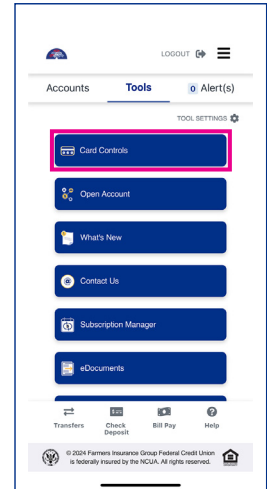 LOGOUT
Accounts Tools 0 Alert(s)
TOOL SETTINGS
Card Controls
Open Account
What's New
Contact Us
Subscription Manager
eDocuments
Transfers Check Deposit Bill Pay Help
© 2024 Farmers Insurance Group Federal Credit Union
is federally insured by the NCUA. All rights reserved.